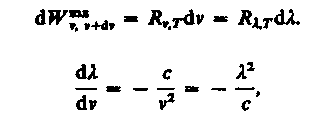 dW^{изл}_{ν, ν+dν} = R_{ν,T}dν = R_{λ,T}dλ.
dλ/dν = − c/ν² = − λ²/c,